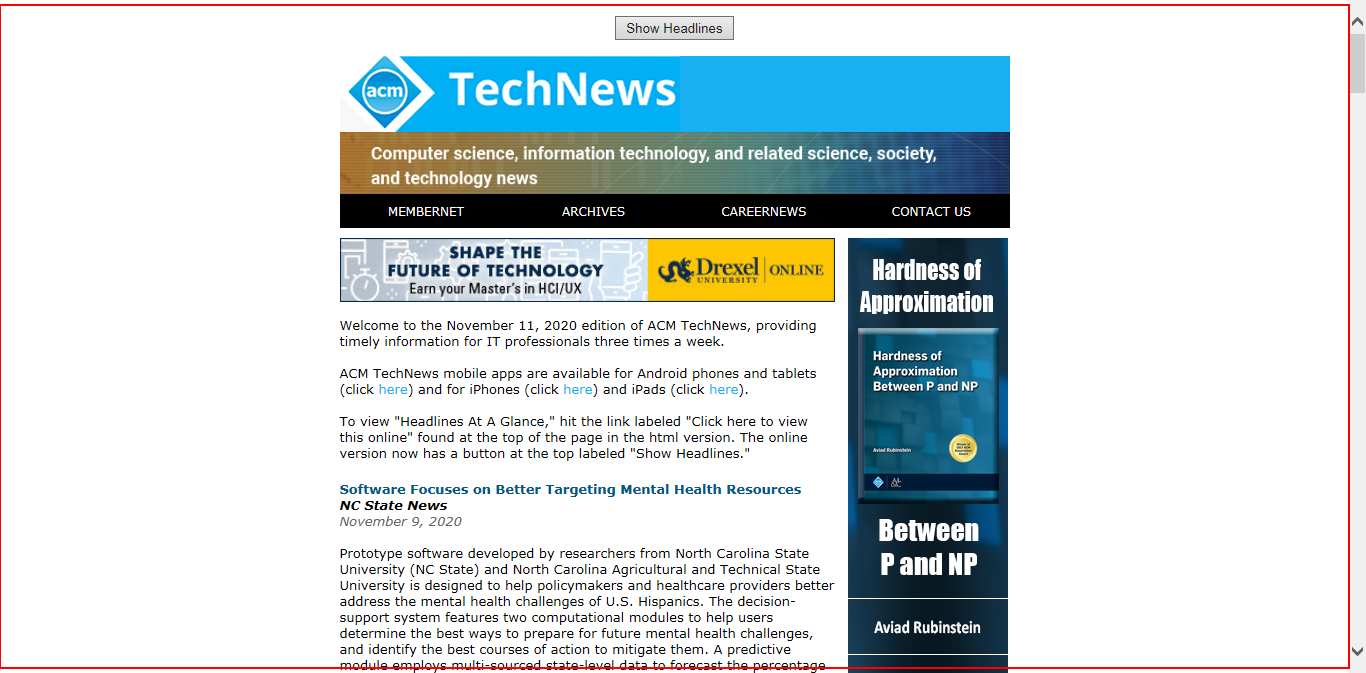 Show Headlines
acm TechNews
Computer science, information technology, and related science, society,
and technology news
MEMBERNET ARCHIVES CAREERNEWS CONTACT US
SHAPE THE
FUTURE OF TECHNOLOGY
Earn your Master's in HCI/UX
Drexel
UNIVERSITY
ONLINE
Welcome to the November 11, 2020 edition of ACM TechNews, providing
timely information for IT professionals three times a week.
ACM TechNews mobile apps are available for Android phones and tablets
(click here) and for iPhones (click here) and iPads (click here).
To view "Headlines At A Glance," hit the link labeled "Click here to view
this online" found at the top of the page in the html version. The online
version now has a button at the top labeled "Show Headlines."
Software Focuses on Better Targeting Mental Health Resources
NC State News
November 9, 2020
Prototype software developed by researchers from North Carolina State
University (NC State) and North Carolina Agricultural and Technical State
University is designed to help policymakers and healthcare providers better
address the mental health challenges of U.S. Hispanics. The decision-
support system features two computational modules to help users
determine the best ways to prepare for future mental health challenges,
and identify the best courses of action to mitigate them. A predictive
module employs multi-sourced state-level data to forecast the percentage
Hardness of
Approximation
Hardness of
Approximation
Between P and NP
Aviad Rubinstein
Between
P and NP
Aviad Rubinstein